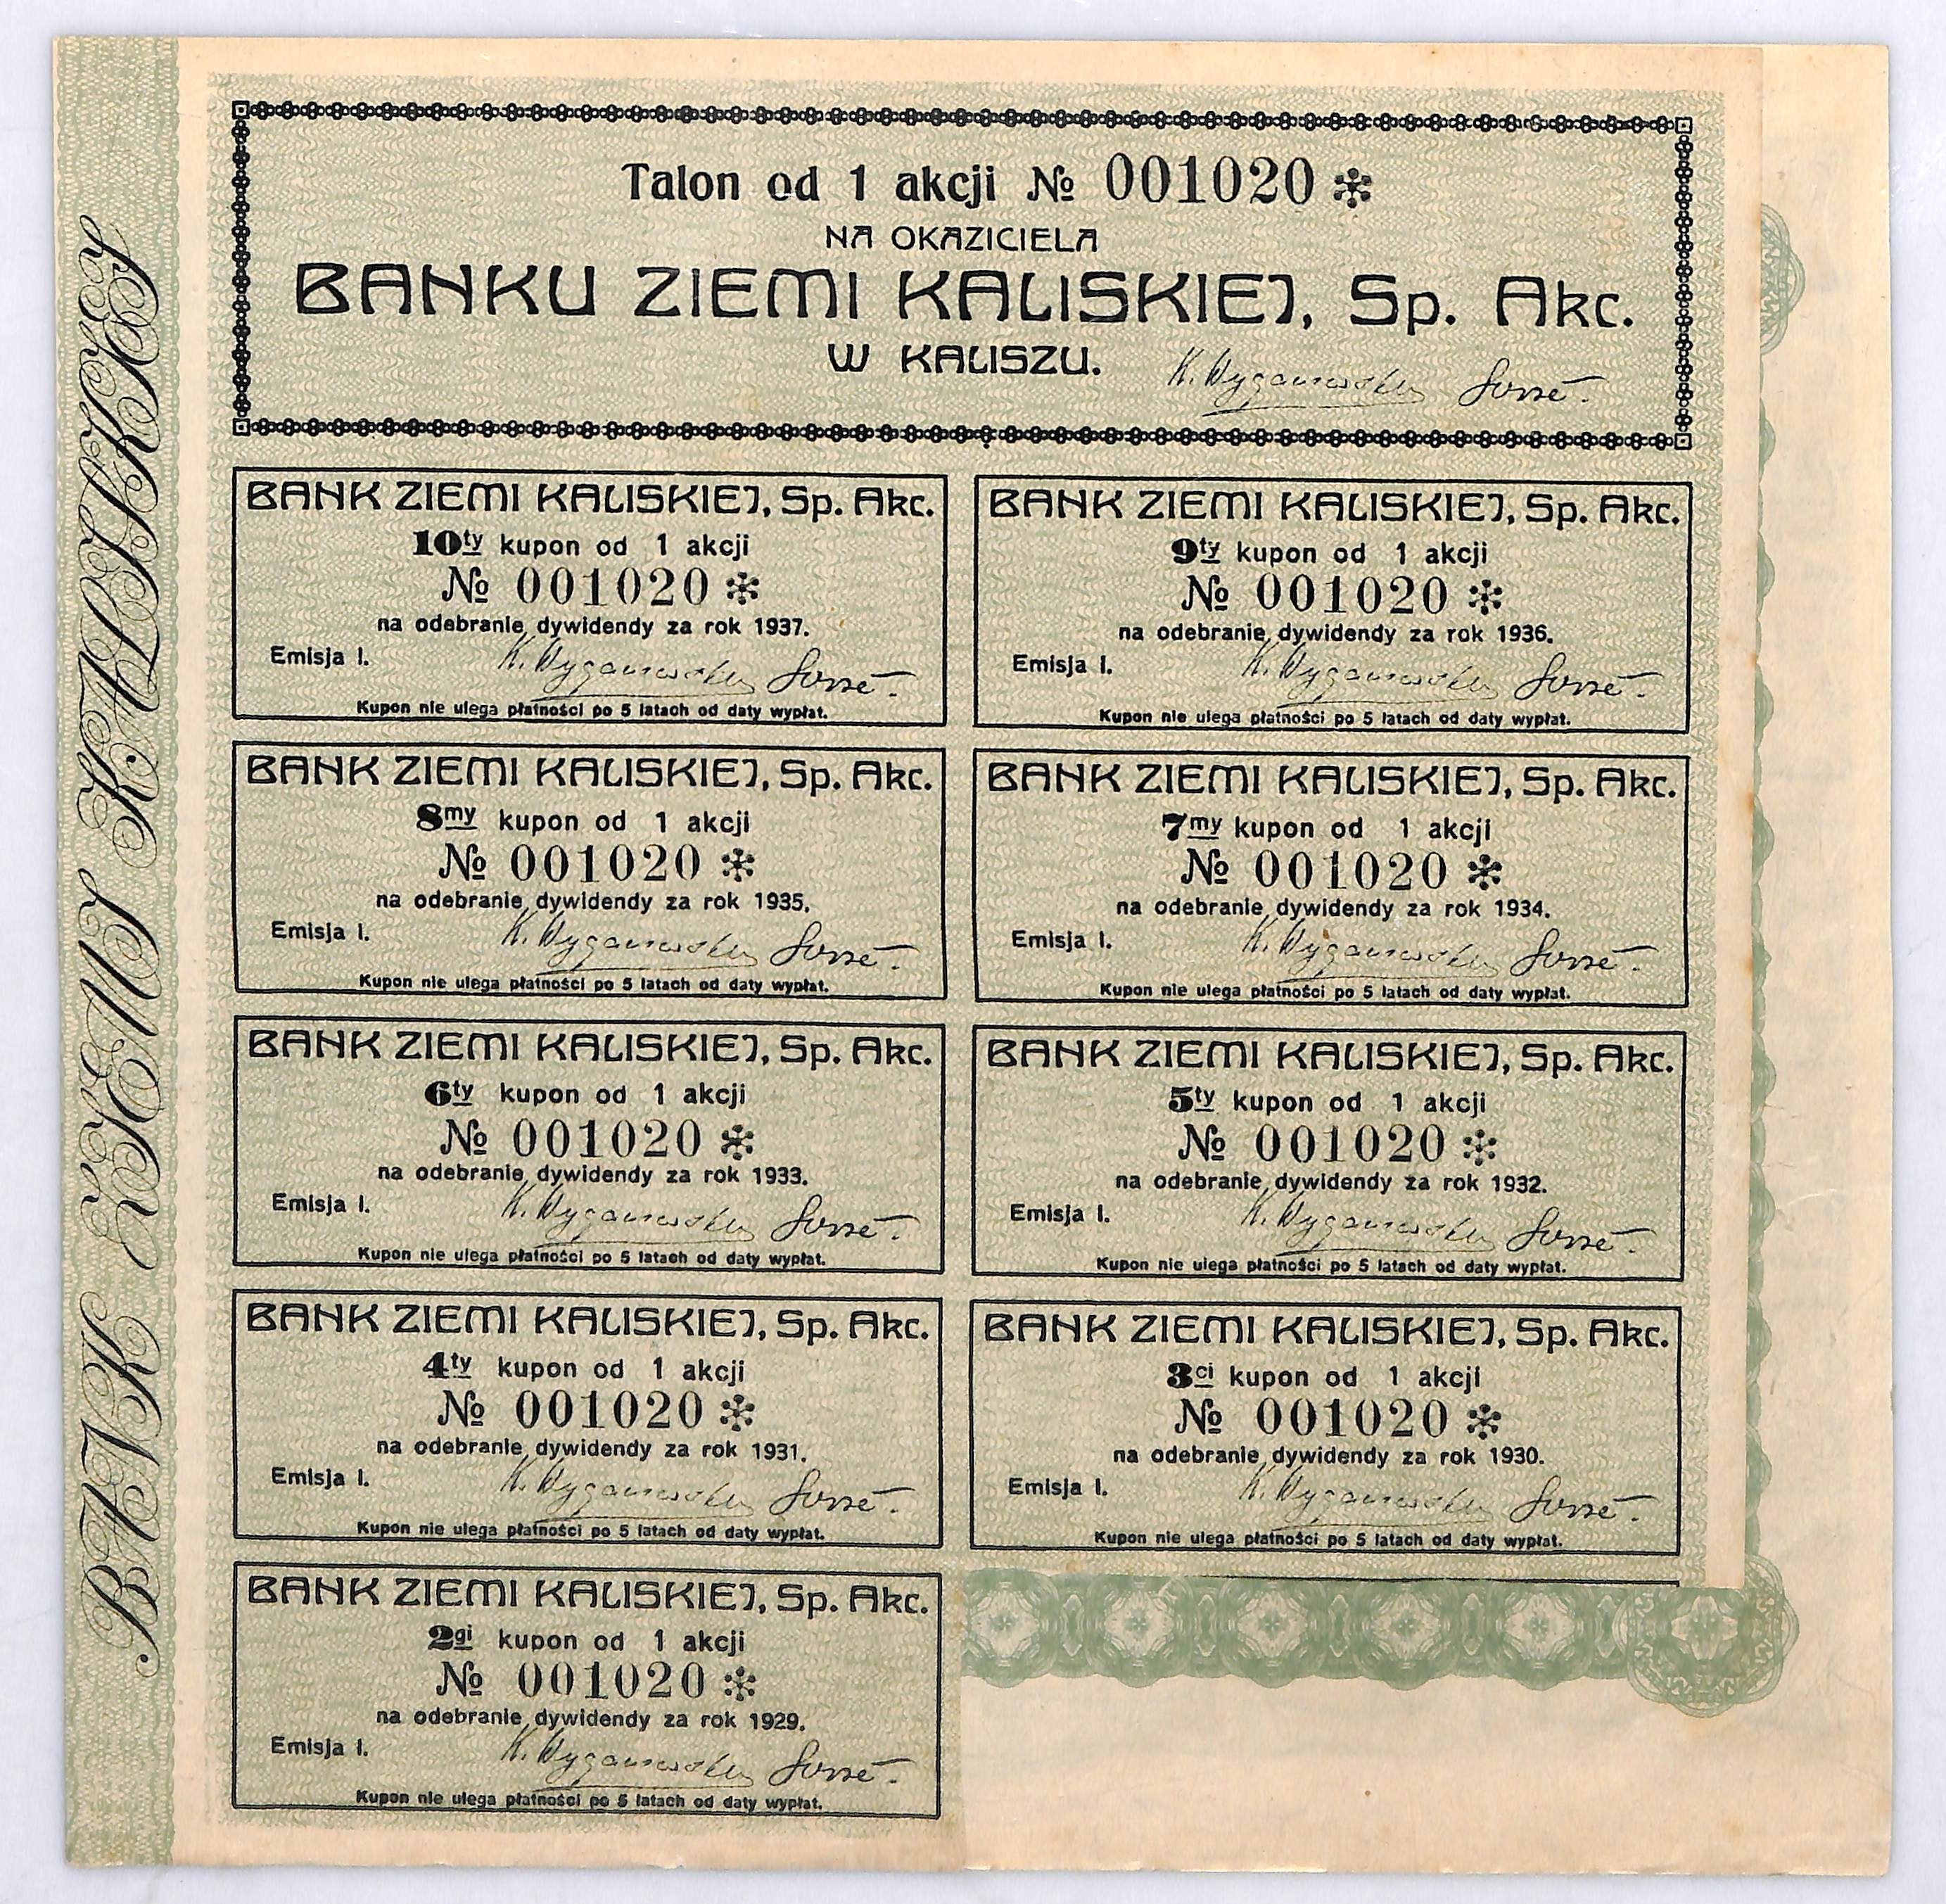 Talon od 1 akcji № 001020 *
NA OKAZICIELA
BANKU ZIEMI KALISKIEJ, Sp. Akc.
W KALISZU.
BANK ZIEMI KALISKIEJ
BANK ZIEMI KALISKIEJ, Sp. Akc.
10ty kupon od 1 akcji
№ 001020 *
na odebranie dywidendy za rok 1937.
Emisja I.
Kupon nie ulega płatności po 5 latach od daty wypłat.
BANK ZIEMI KALISKIEJ, Sp. Akc.
9ty kupon od 1 akcji
№ 001020 *
na odebranie dywidendy za rok 1936.
Emisja I.
Kupon nie ulega płatności po 5 latach od daty wypłat.
BANK ZIEMI KALISKIEJ, Sp. Akc.
8my kupon od 1 akcji
№ 001020 *
na odebranie dywidendy za rok 1935.
Emisja I.
Kupon nie ulega płatności po 5 latach od daty wypłat.
BANK ZIEMI KALISKIEJ, Sp. Akc.
7my kupon od 1 akcji
№ 001020 *
na odebranie dywidendy za rok 1934.
Emisja I.
Kupon nie ulega płatności po 5 latach od daty wypłat.
BANK ZIEMI KALISKIEJ, Sp. Akc.
6ty kupon od 1 akcji
№ 001020 *
na odebranie dywidendy za rok 1933.
Emisja I.
Kupon nie ulega płatności po 5 latach od daty wypłat.
BANK ZIEMI KALISKIEJ, Sp. Akc.
5ty kupon od 1 akcji
№ 001020 *
na odebranie dywidendy za rok 1932.
Emisja I.
Kupon nie ulega płatności po 5 latach od daty wypłat.
BANK ZIEMI KALISKIEJ, Sp. Akc.
4ty kupon od 1 akcji
№ 001020 *
na odebranie dywidendy za rok 1931.
Emisja I.
Kupon nie ulega płatności po 5 latach od daty wypłat.
BANK ZIEMI KALISKIEJ, Sp. Akc.
3ci kupon od 1 akcji
№ 001020 *
na odebranie dywidendy za rok 1930.
Emisja I.
Kupon nie ulega płatności po 5 latach od daty wypłat.
BANK ZIEMI KALISKIEJ, Sp. Akc.
2gi kupon od 1 akcji
№ 001020 *
na odebranie dywidendy za rok 1929.
Emisja I.
Kupon nie ulega płatności po 5 latach od daty wypłat.